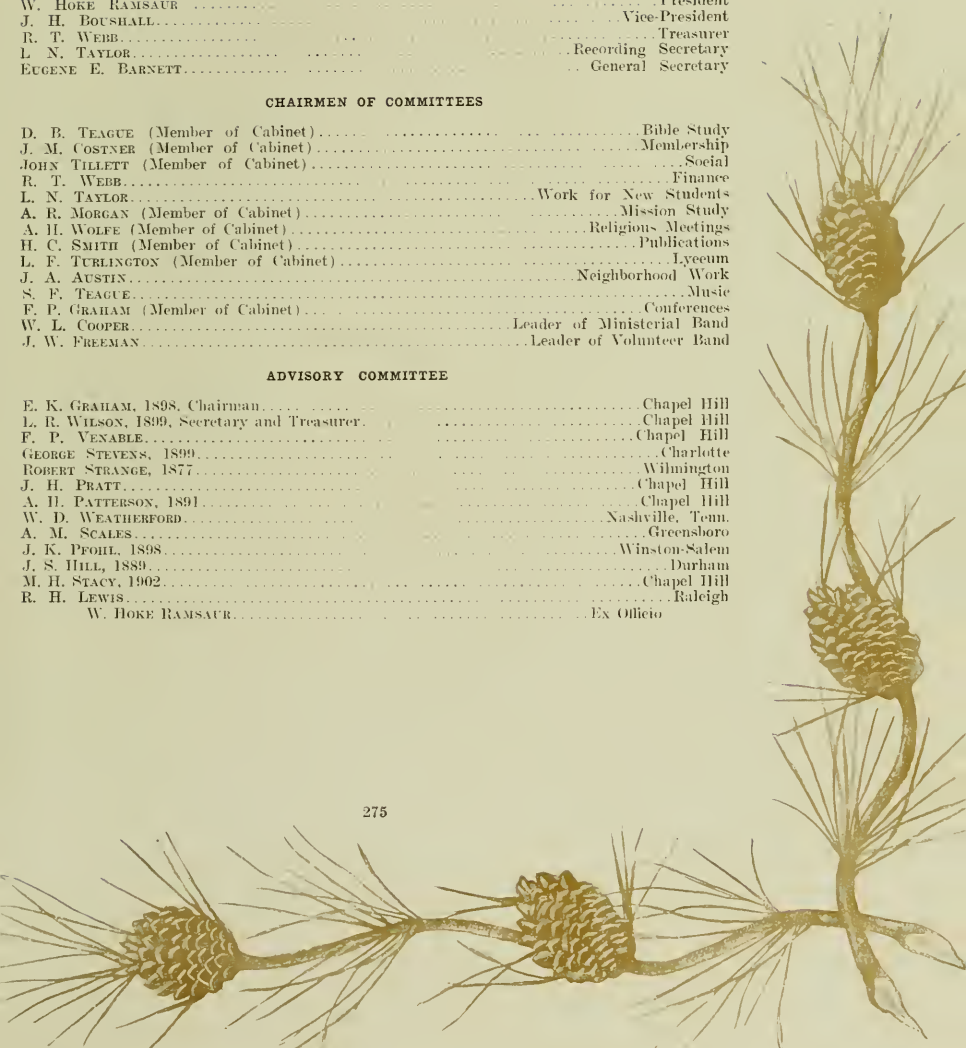 W. HOKE RAMSAUR ........ President
J. H. BOUSHALL........ Vice-President
R. T. WEBB........ Treasurer
L N. TAYLOR........ Recording Secretary
EUGENE E. BARNETT........ General Secretary
CHAIRMEN OF COMMITTEES
D. B. TEAGUE (Member of Cabinet)........ Bible Study
J. M. COSTNER (Member of Cabinet)........ Membership
JOHN TILLETT (Member of Cabinet)........ Social
R. T. WEBB........ Finance
L. N. TAYLOR........ Work for New Students
A. R. MORGAN (Member of Cabinet)........ Mission Study
A. H. WOLFE (Member of Cabinet)........ Religious Meetings
H. C. SMITH (Member of Cabinet)........ Publications
L. F. TURLINGTON (Member of Cabinet)........ Lyceum
J. A. AUSTIN........ Neighborhood Work
S. F. TEAGUE........ Music
F. P. GRAHAM (Member of Cabinet)........ Conferences
W. L. COOPER........ Leader of Ministerial Band
J. W. FREEMAN........ Leader of Volunteer Band
ADVISORY COMMITTEE
E. K. GRAHAM, 1898, Chairman........ Chapel Hill
L. R. WILSON, 1899, Secretary and Treasurer........ Chapel Hill
F. P. VENABLE........ Chapel Hill
GEORGE STEVENS, 1899........ Charlotte
ROBERT STRANGE, 1877........ Wilmington
J. H. PRATT........ Chapel Hill
A. H. PATTERSON, 1891........ Chapel Hill
W. D. WEATHERFORD........ Nashville, Tenn.
A. M. SCALES........ Greensboro
J. K. PFOHL, 1898........ Winston-Salem
J. S. HILL, 1889........ Durham
M. H. STACY, 1902........ Chapel Hill
R. H. LEWIS........ Raleigh
W. HOKE RAMSAUR........ Ex Officio
275